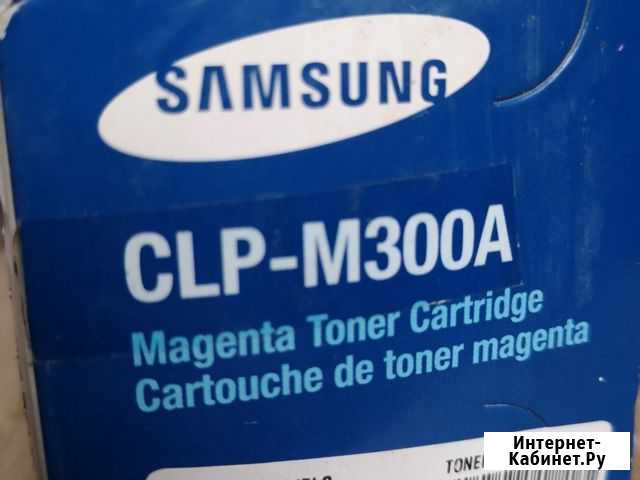 SAMSUNG
CLP-M300A
Magenta Toner Cartridge
Cartouche de toner magenta
Интернет-
Кабинет.Ру